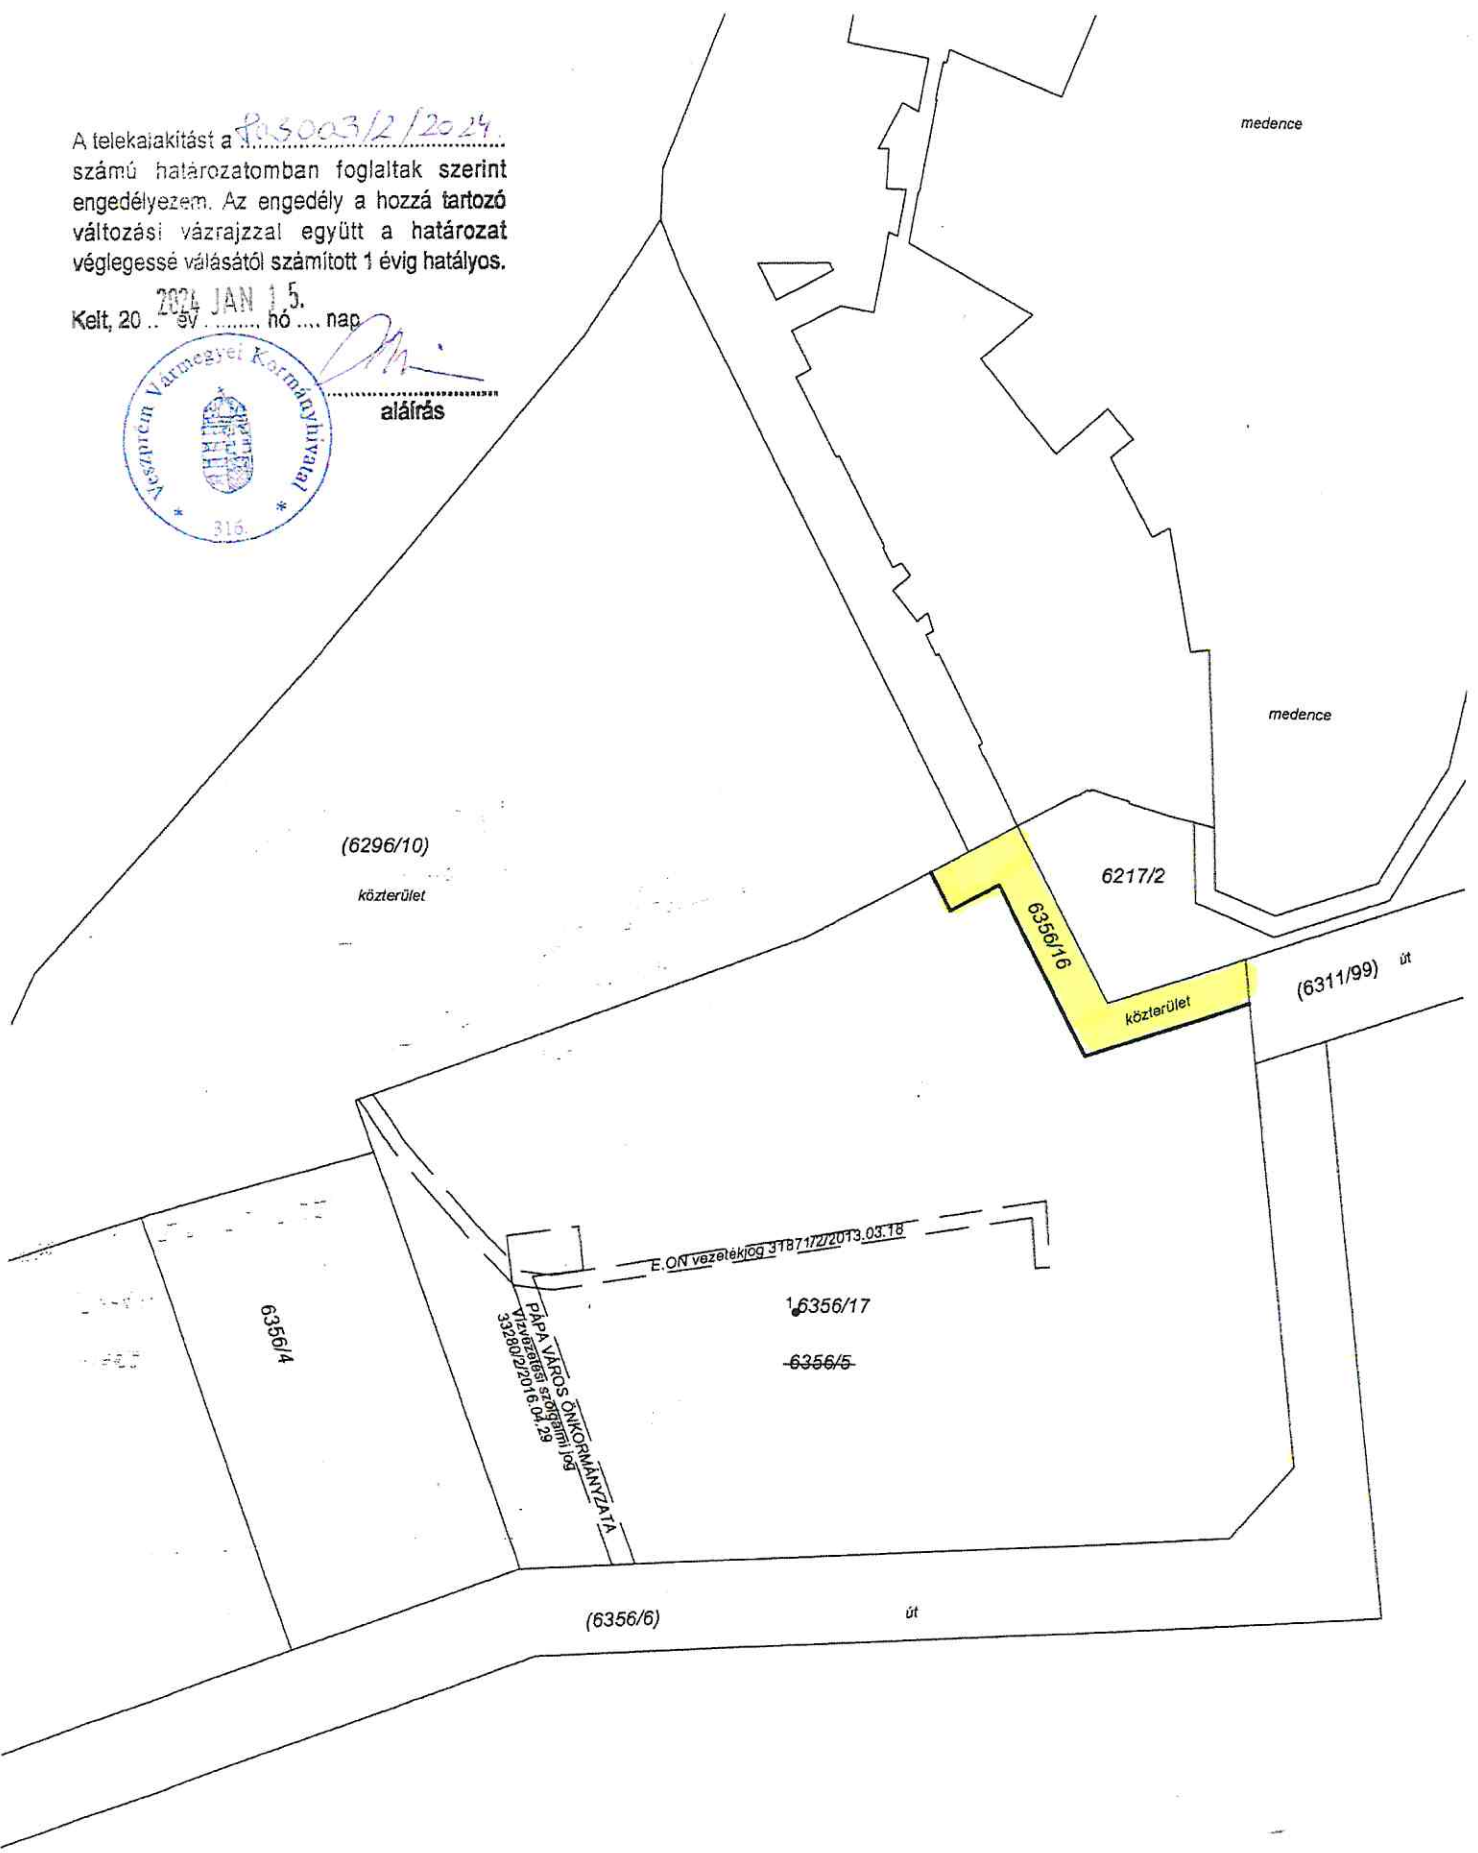 A telekalakítást a 803003/2/2024.
számú határozatomban foglaltak szerint
engedélyezem. Az engedély a hozzá tartozó
változási vázrajzzal együtt a határozat
véglegessé válásától számított 1 évig hatályos.
2024 JAN 15.
Kelt, 20 .. év ........, hó .... nap
aláírás
Veszprém Vármegyei Kormányhivatal
* 316. *
medence
medence
(6296/10)
közterület
6217/2
6356/16
közterület
(6311/99) út
E.ON vezetékjog 31871/2/2013.03.18
1 6356/17
6356/5
6356/4
PÁPA VÁROS ÖNKORMÁNYZATA
Vízvezetési szolgalmi jog
33280/2/2016.04.29
(6356/6) út